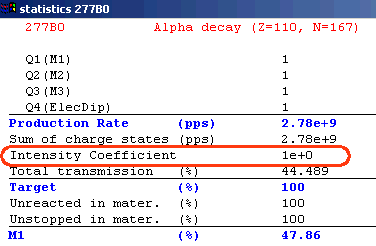 statistics 277B0
277B0 Alpha decay (Z=110, N=167)
Q1(M1) 1
Q2(M2) 1
Q3(M3) 1
Q4(ElecDip) 1
Production Rate (pps) 2.78e+9
Sum of charge states (pps) 2.78e+9
Intensity Coefficient 1e+0
Total transmission (%) 44.489
Target (%) 100
Unreacted in mater. (%) 100
Unstopped in mater. (%) 100
M1 (%) 47.86